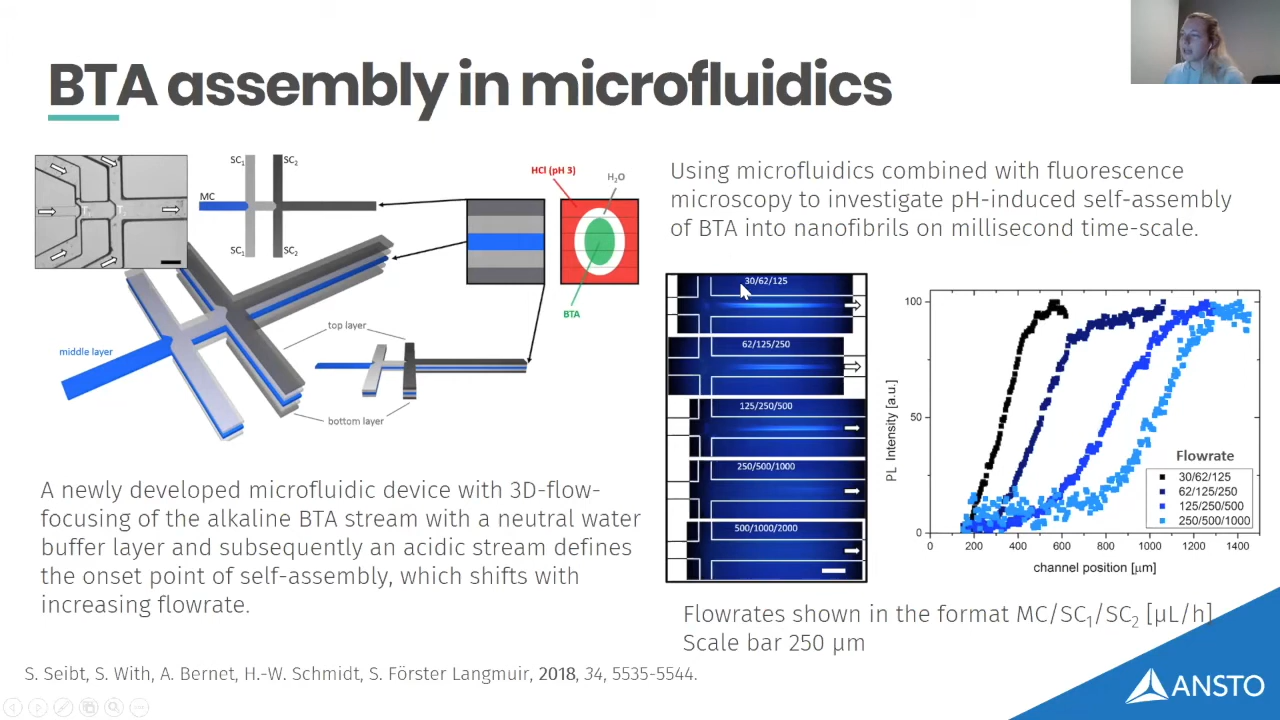 BTA assembly in microfluidics
SC1
SC2
MC
SC1
SC2
HCl (pH 3)
H2O
BTA
top layer
middle layer
bottom layer
A newly developed microfluidic device with 3D-flow-
focusing of the alkaline BTA stream with a neutral water
buffer layer and subsequently an acidic stream defines
the onset point of self-assembly, which shifts with
increasing flowrate.
Using microfluidics combined with fluorescence
microscopy to investigate pH-induced self-assembly
of BTA into nanofibrils on millisecond time-scale.
30/62/125
62/125/250
125/250/500
250/500/1000
500/1000/2000
100
50
0
PL Intensity [a.u.]
0 200 400 600 800 1000 1200 1400
channel position [μm]
Flowrate
30/62/125
62/125/250
125/250/500
250/500/1000
Flowrates shown in the format MC/SC1/SC2 [μL/h]
Scale bar 250 μm
S. Seibt, S. With, A. Bernet, H.-W. Schmidt, S. Förster Langmuir, 2018, 34, 5535-5544.
ANSTO